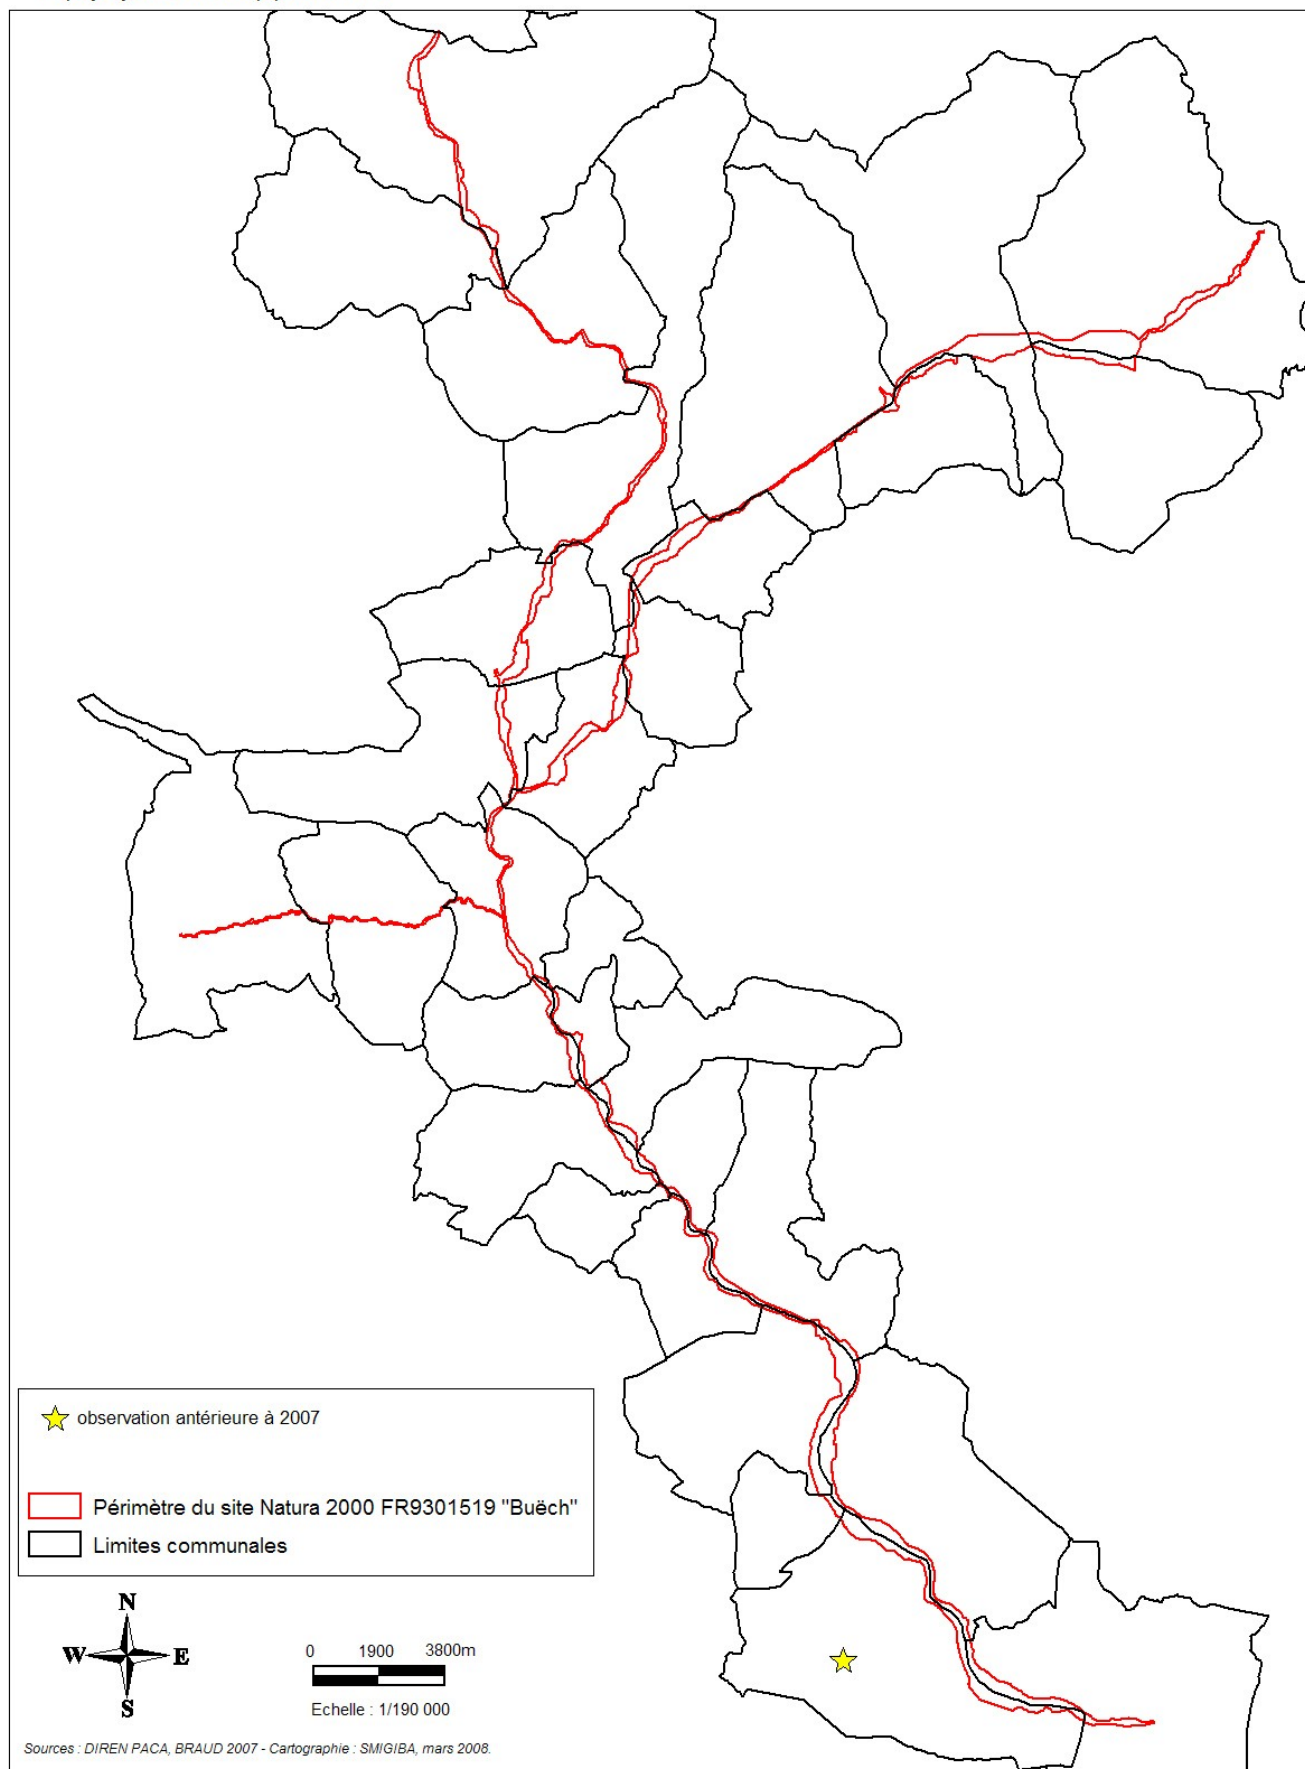 observation antérieure à 2007
Périmètre du site Natura 2000 FR9301519 "Buëch"
Limites communales
N
W E
S
0 1900 3800m
Echelle : 1/190 000
Sources : DIREN PACA, BRAUD 2007 - Cartographie : SMIGIBA, mars 2008.